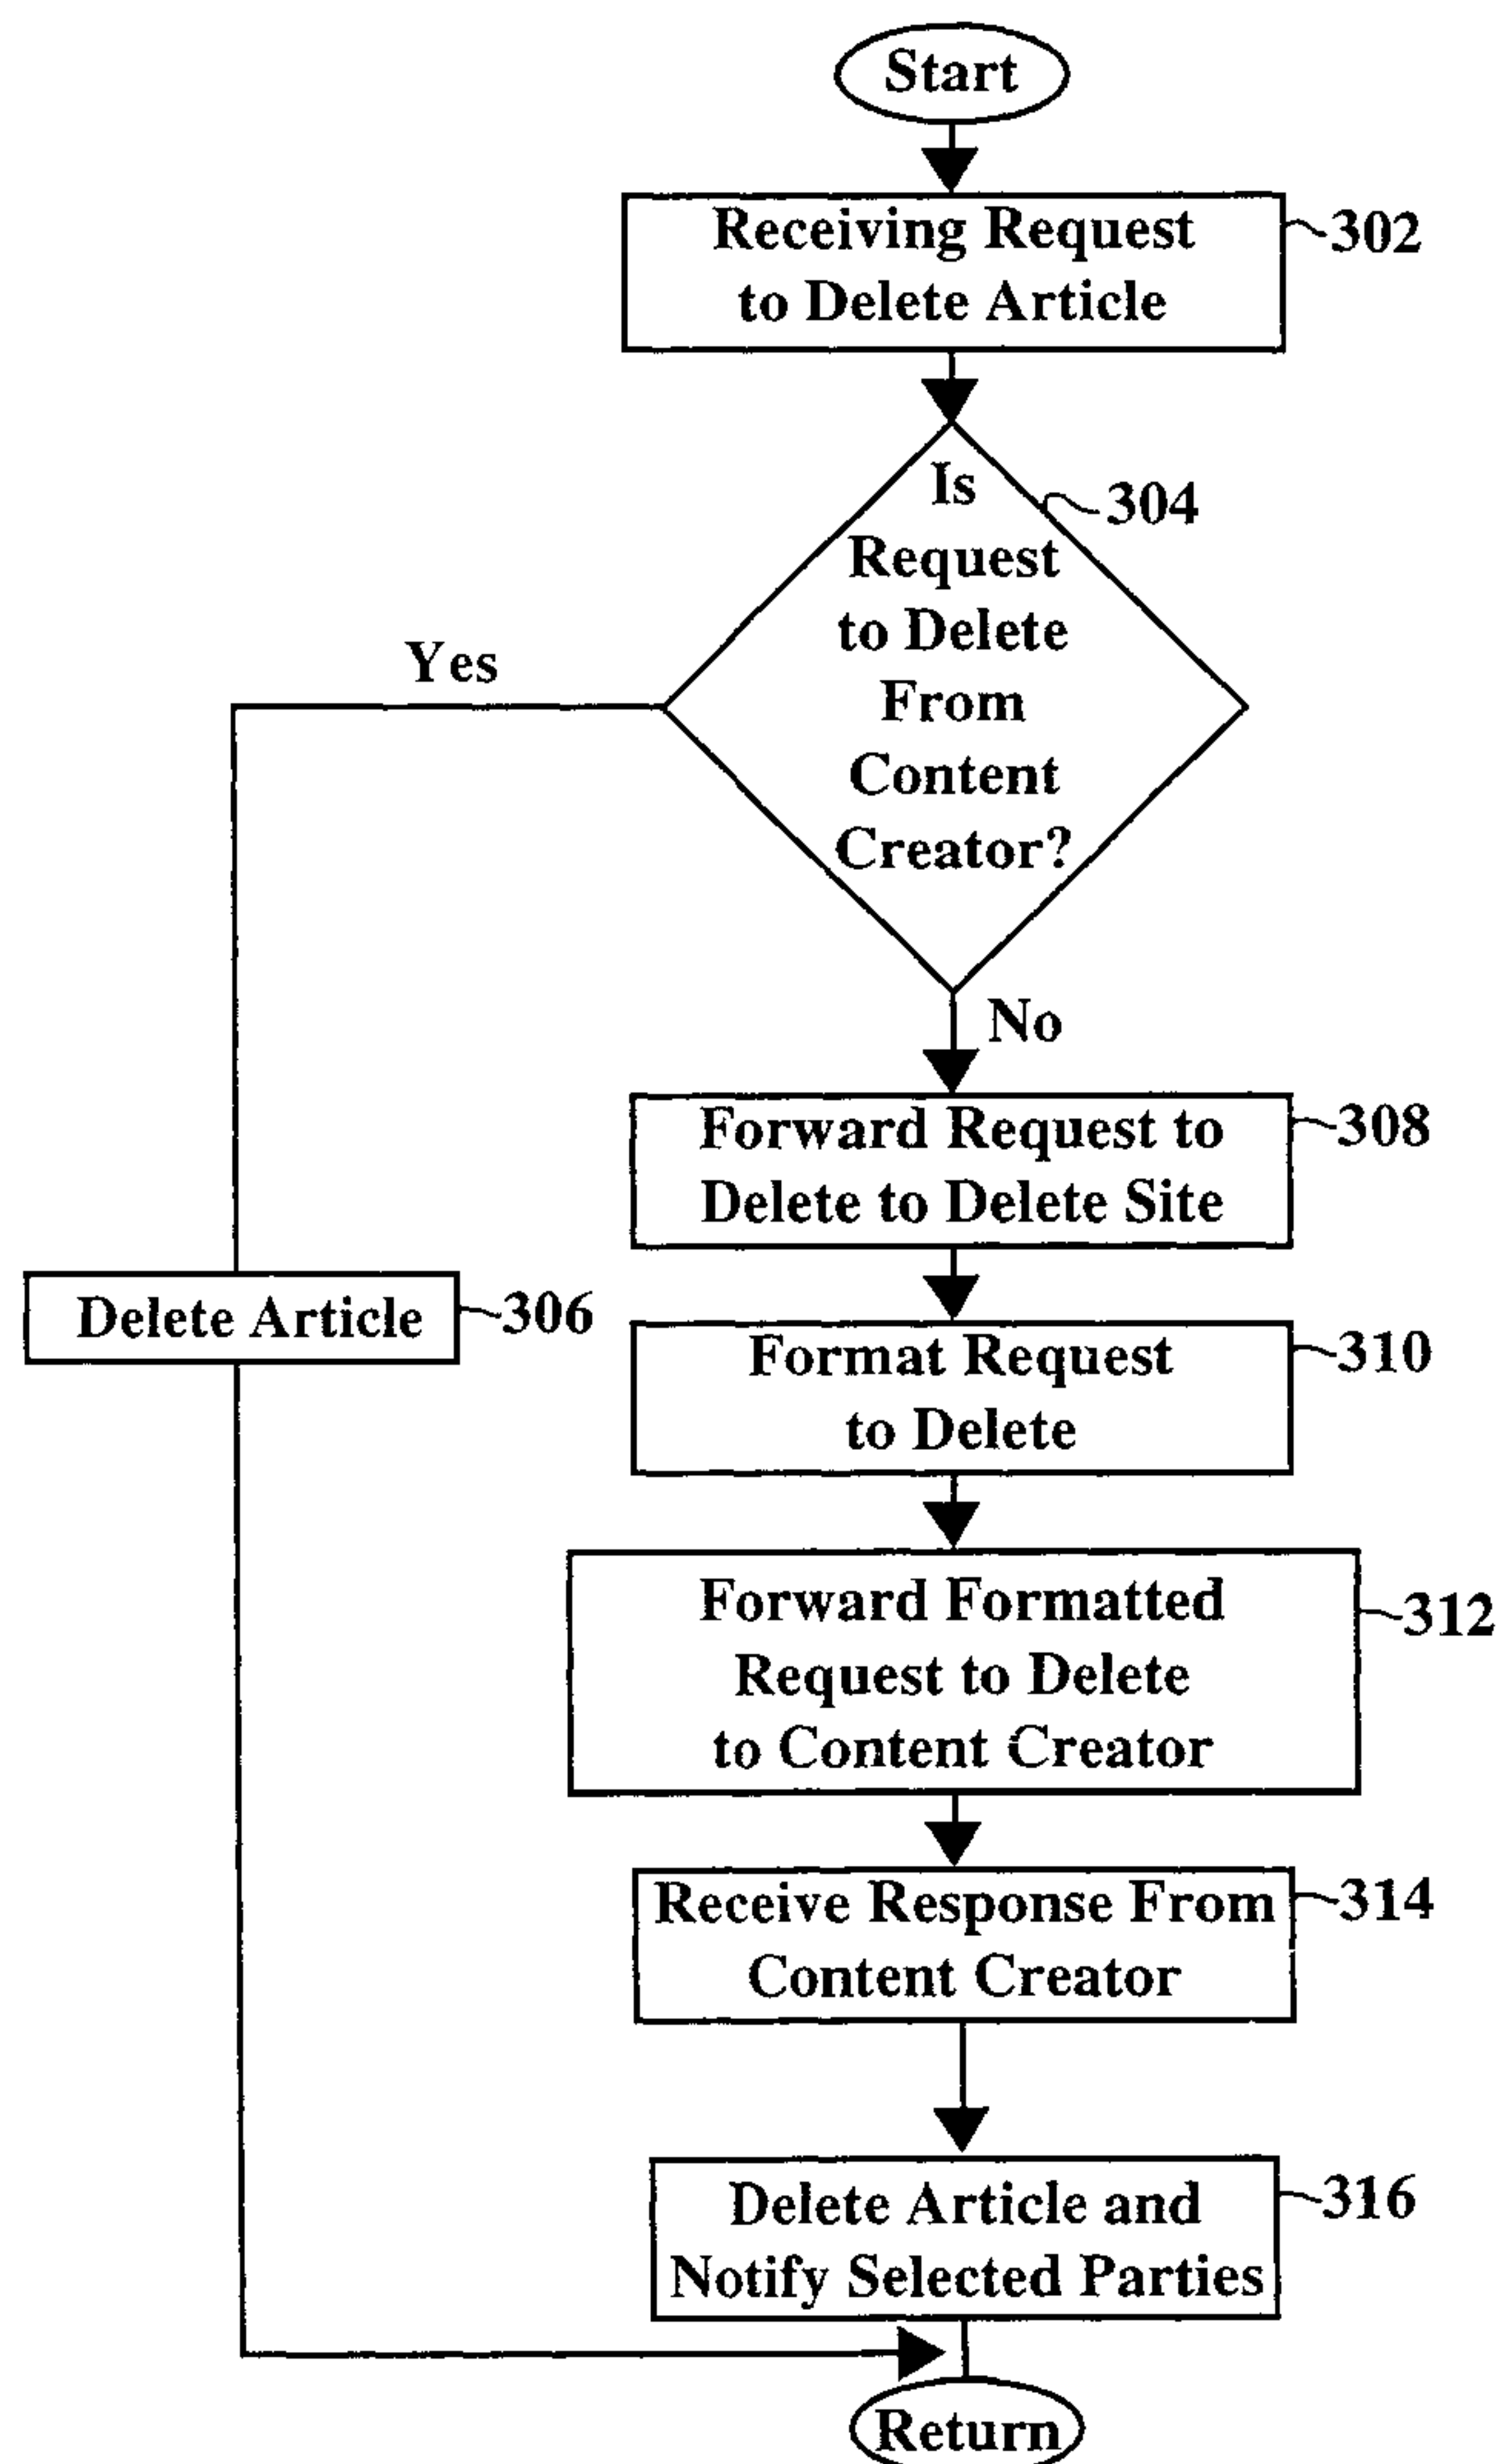 Start
Receiving Request
to Delete Article
302
Is
Request
to Delete
From
Content
Creator?
304
Yes
No
Forward Request to
Delete to Delete Site
308
Delete Article
306
Format Request
to Delete
310
Forward Formatted
Request to Delete
to Content Creator
312
Receive Response From
Content Creator
314
Delete Article and
Notify Selected Parties
316
Return